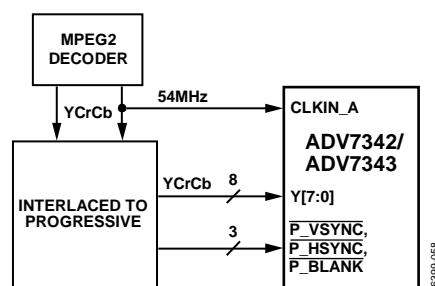 MPEG2
DECODER
YCrCb
54MHz
CLKIN_A
ADV7342/
ADV7343
INTERLACED TO
PROGRESSIVE
YCrCb
8
Y[7:0]
3
P_VSYNC,
P_HSYNC,
P_BLANK